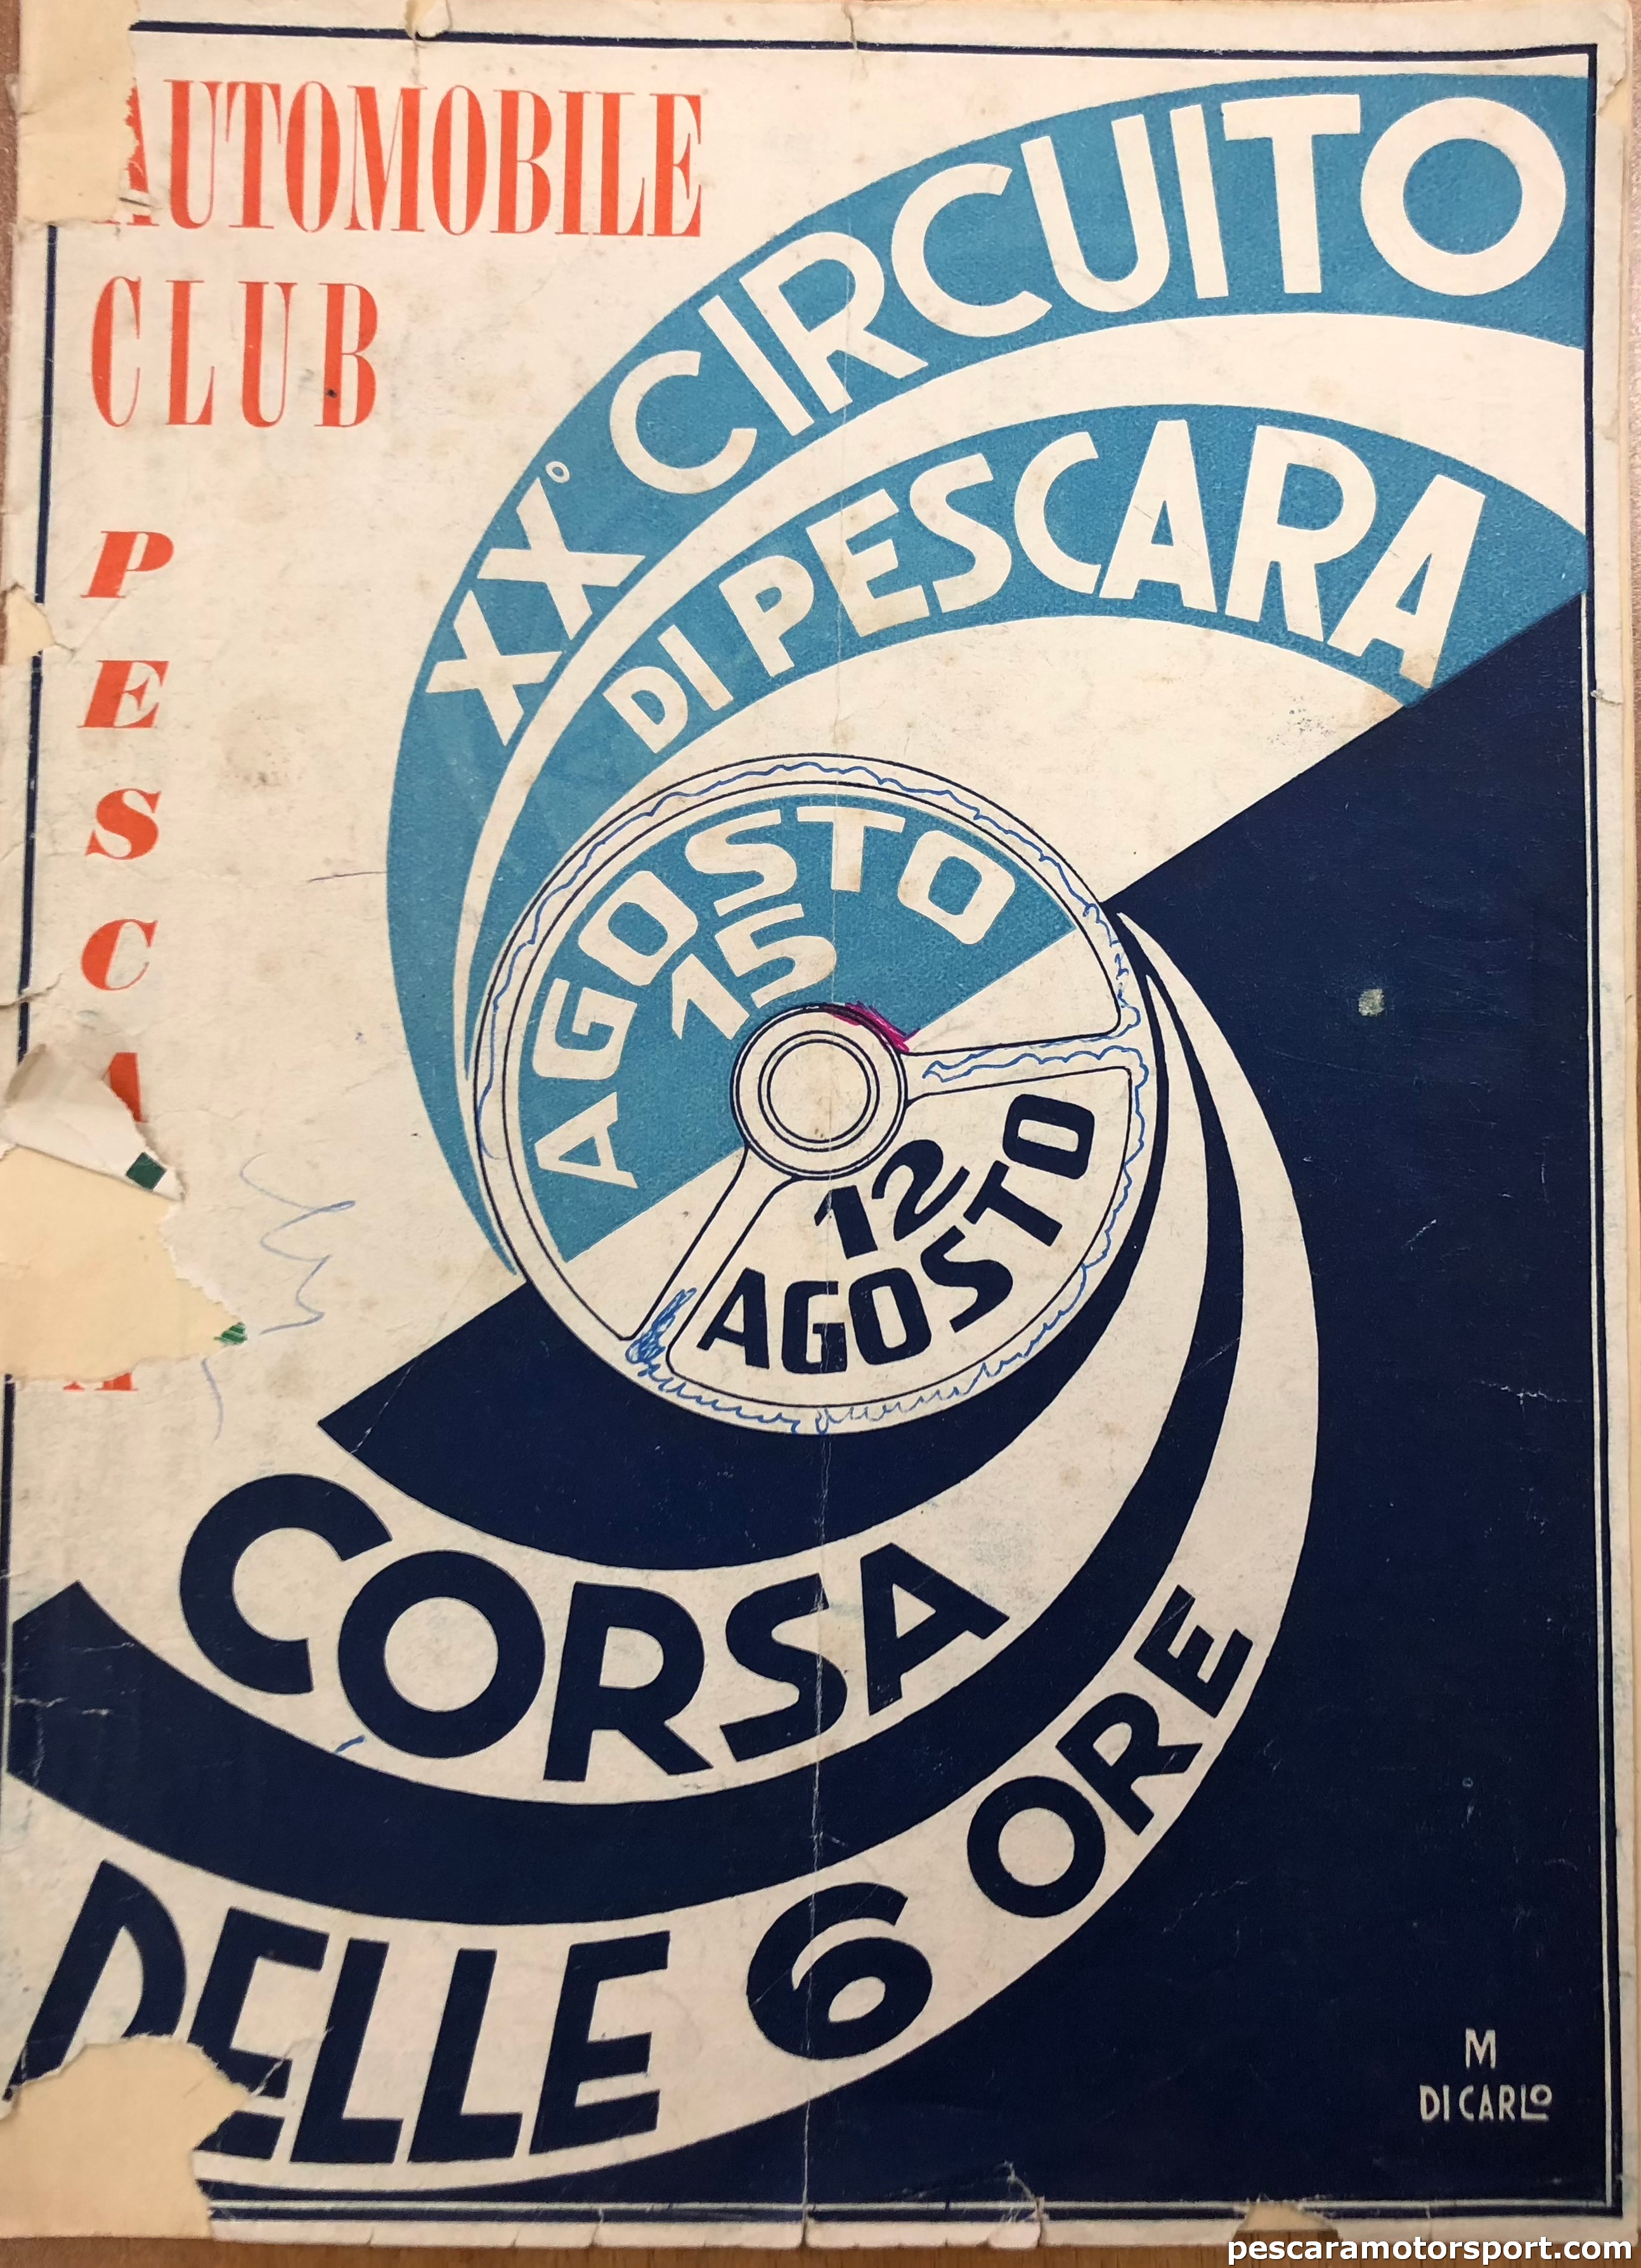 AUTOMOBILE
CLUB
PESCA
XX° CIRCUITO
DI PESCARA
AGOSTO
15
12
AGOSTO
CORSA
DELLE 6 ORE
M
DI CARLO
pescaramotorsport.com